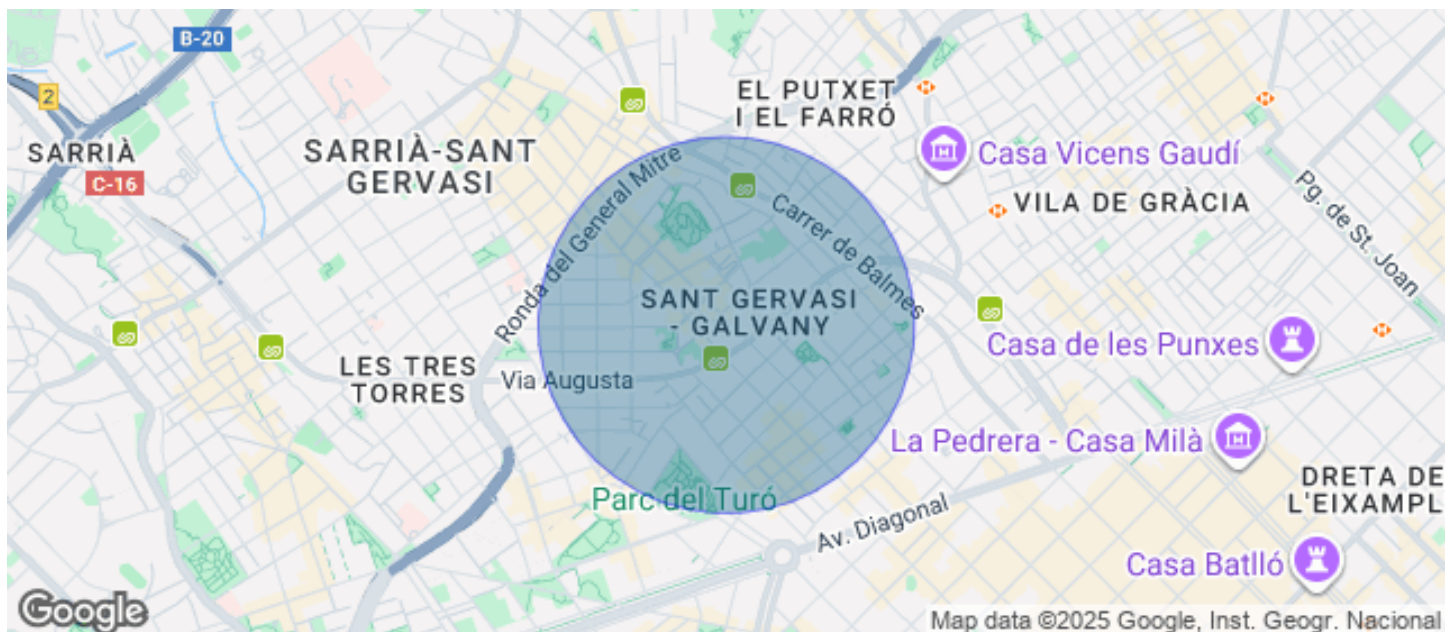 B-20
2
EL PUTXET
I EL FARRÓ
SARRIÀ
SARRIÀ-SANT
GERVASI
C-16
Casa Vicens Gaudí
VILA DE GRÀCIA
Pg. de St. Joan
Ronda del General Mitre
Carrer de Balmes
SANT GERVASI
- GALVANY
Casa de les Punxes
LES TRES
TORRES
Via Augusta
La Pedrera - Casa Milà
Parc del Turó
Av. Diagonal
DRETA DE
L'EIXAMPL
Casa Batlló
Google
Map data ©2025 Google, Inst. Geogr. Nacional